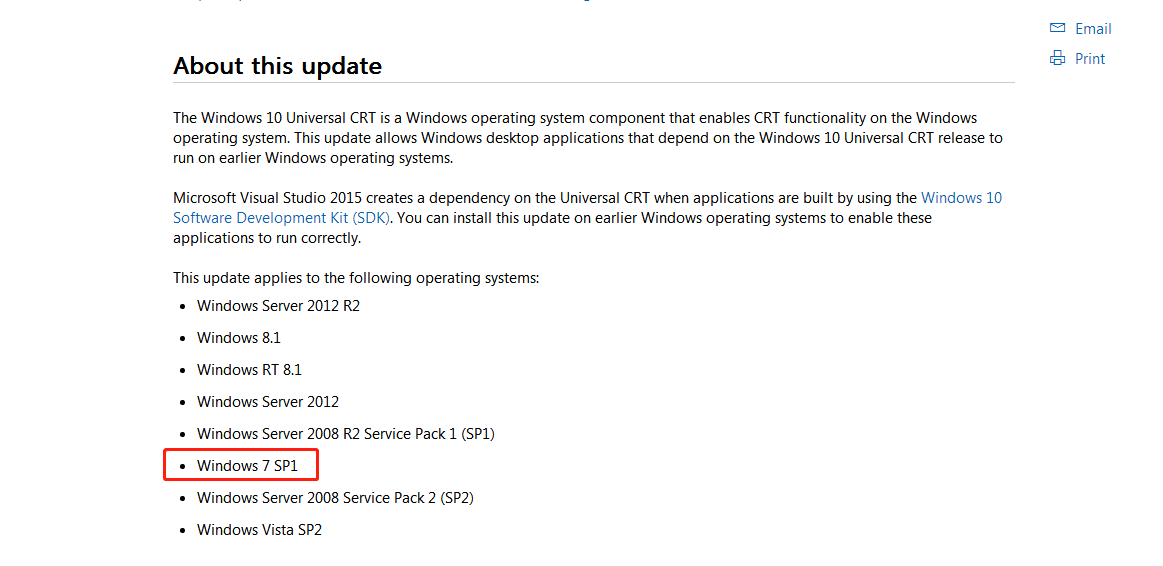 Email
About this update
Print
The Windows 10 Universal CRT is a Windows operating system component that enables CRT functionality on the Windows
operating system. This update allows Windows desktop applications that depend on the Windows 10 Universal CRT release to
run on earlier Windows operating systems.
Microsoft Visual Studio 2015 creates a dependency on the Universal CRT when applications are built by using the Windows 10
Software Development Kit (SDK). You can install this update on earlier Windows operating systems to enable these
applications to run correctly.
This update applies to the following operating systems:
• Windows Server 2012 R2
• Windows 8.1
• Windows RT 8.1
• Windows Server 2012
• Windows Server 2008 R2 Service Pack 1 (SP1)
• Windows 7 SP1
• Windows Server 2008 Service Pack 2 (SP2)
• Windows Vista SP2